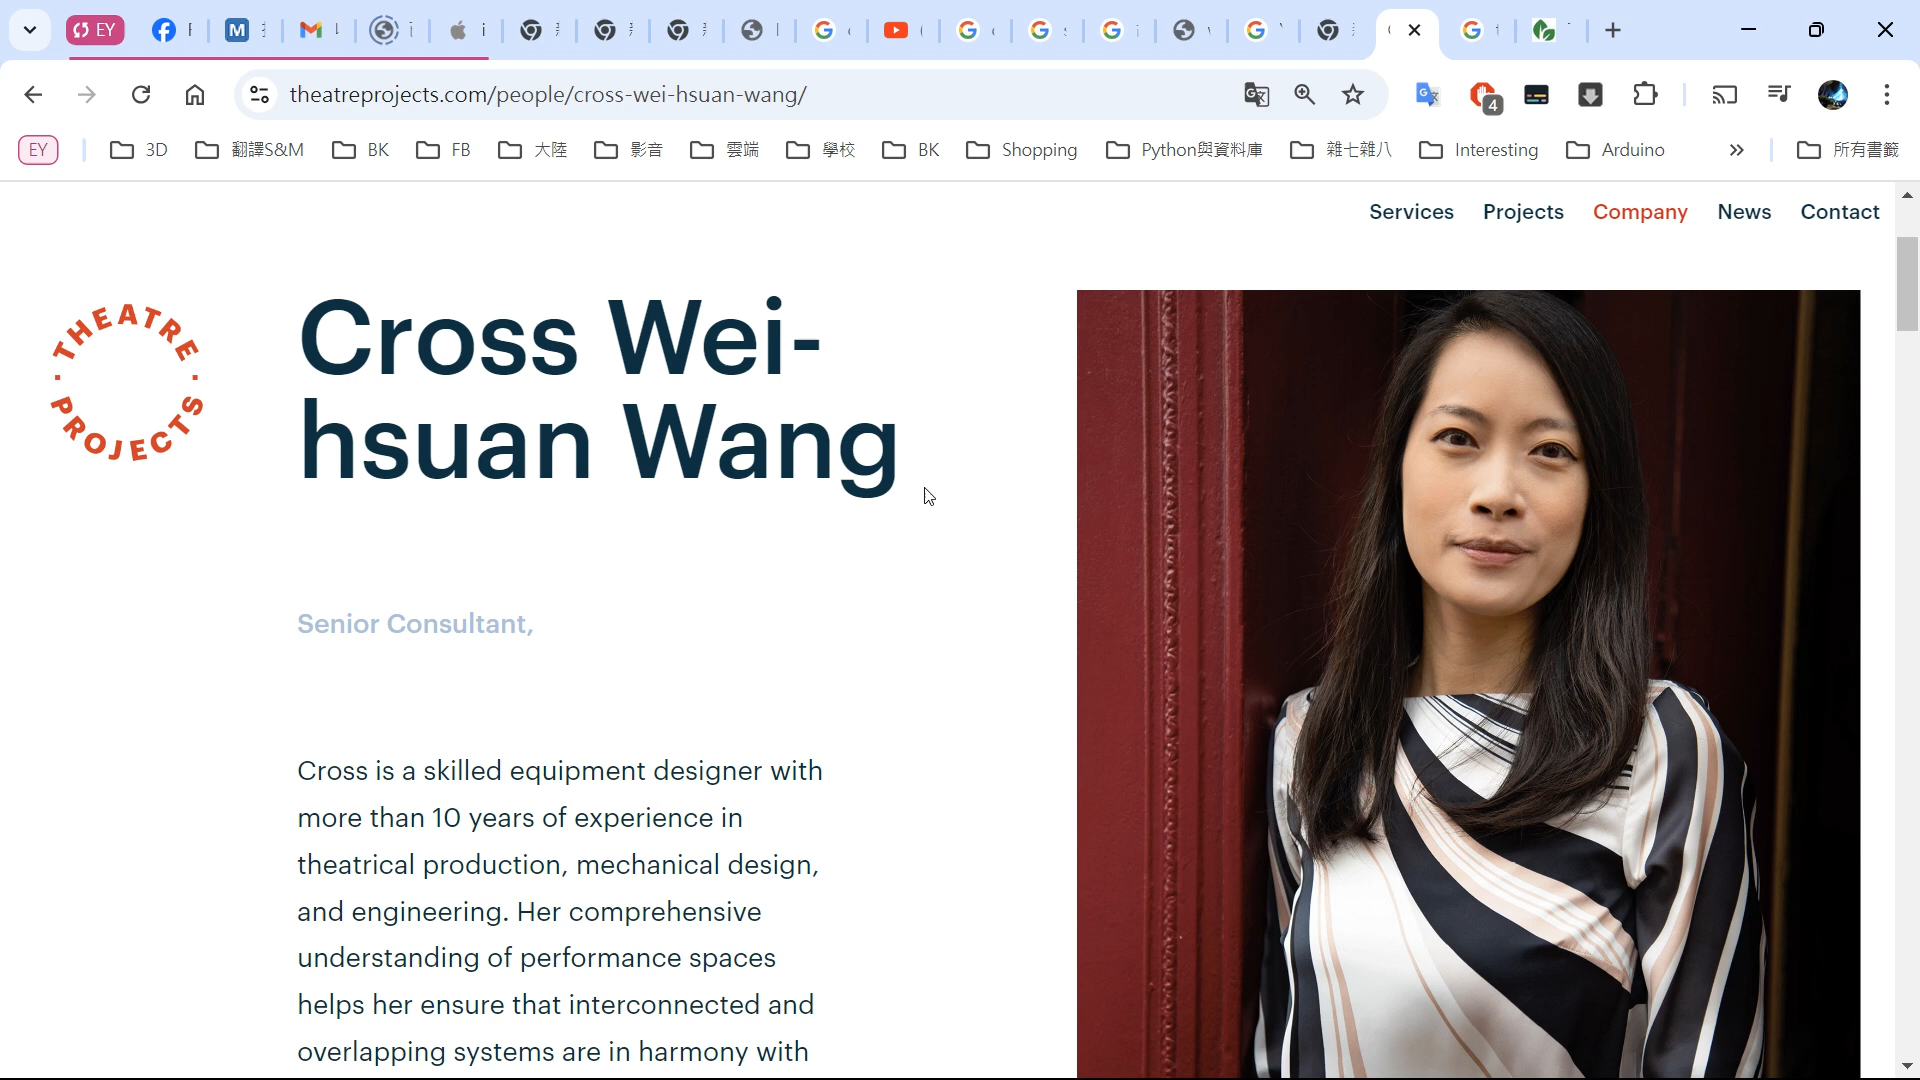 EY
theatreprojects.com/people/cross-wei-hsuan-wang/
4
EY
3D
翻譯S&M
BK
FB
大陸
影音
雲端
學校
BK
Shopping
Python與資料庫
雜七雜八
Interesting
Arduino
所有書籤
Services Projects Company News Contact
THEATRE PROJECTS
Cross Wei-
hsuan Wang
Senior Consultant,
Cross is a skilled equipment designer with
more than 10 years of experience in
theatrical production, mechanical design,
and engineering. Her comprehensive
understanding of performance spaces
helps her ensure that interconnected and
overlapping systems are in harmony with